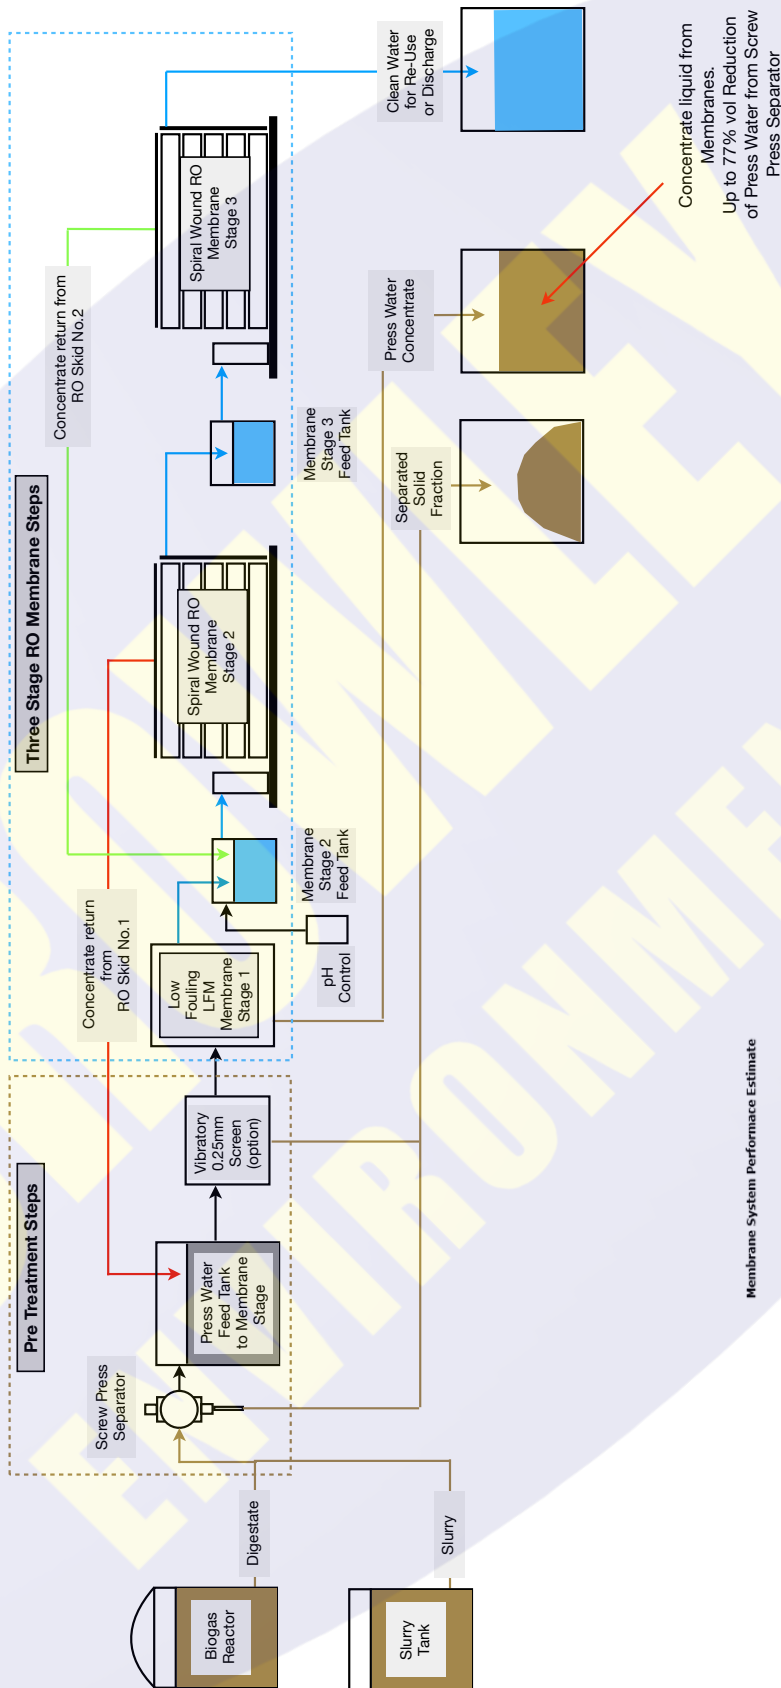 Pre Treatment Steps
Three Stage RO Membrane Steps
Concentrate return
from
RO Skid No.1
Concentrate return from
RO Skid No.2
Screw Press
Separator
Biogas
Reactor
Digestate
Press Water
Feed Tank
to Membrane
Stage
Vibratory
0.25mm
Screen
(option)
Low
Fouling
LFM
Membrane
Stage 1
pH
Control
Membrane
Stage 2
Feed Tank
Spiral Wound RO
Membrane
Stage 2
Membrane
Stage 3
Feed Tank
Spiral Wound RO
Membrane
Stage 3
Clean Water
for Re-Use
or Discharge
Slurry
Tank
Slurry
Separated
Solid
Fraction
Press Water
Concentrate
Concentrate liquid from
Membranes.
Up to 77% vol Reduction
of Press Water from Screw
Press Separator
Membrane System Performace Estimate
ROWLEY
ENVIRONME